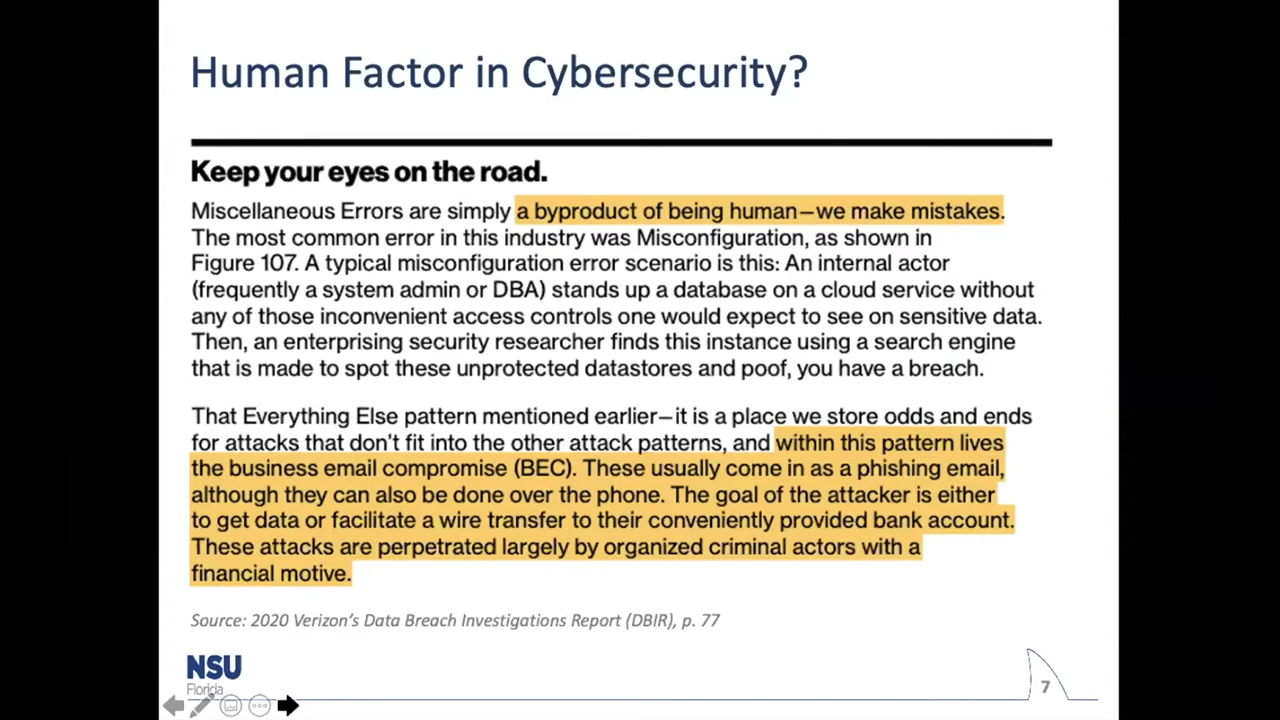 Human Factor in Cybersecurity?
Keep your eyes on the road.
Miscellaneous Errors are simply a byproduct of being human—we make mistakes.
The most common error in this industry was Misconfiguration, as shown in
Figure 107. A typical misconfiguration error scenario is this: An internal actor
(frequently a system admin or DBA) stands up a database on a cloud service without
any of those inconvenient access controls one would expect to see on sensitive data.
Then, an enterprising security researcher finds this instance using a search engine
that is made to spot these unprotected datastores and poof, you have a breach.
That Everything Else pattern mentioned earlier—it is a place we store odds and ends
for attacks that don't fit into the other attack patterns, and within this pattern lives
the business email compromise (BEC). These usually come in as a phishing email,
although they can also be done over the phone. The goal of the attacker is either
to get data or facilitate a wire transfer to their conveniently provided bank account.
These attacks are perpetrated largely by organized criminal actors with a
financial motive.
Source: 2020 Verizon’s Data Breach Investigations Report (DBIR), p. 77
NSU
Florida
7